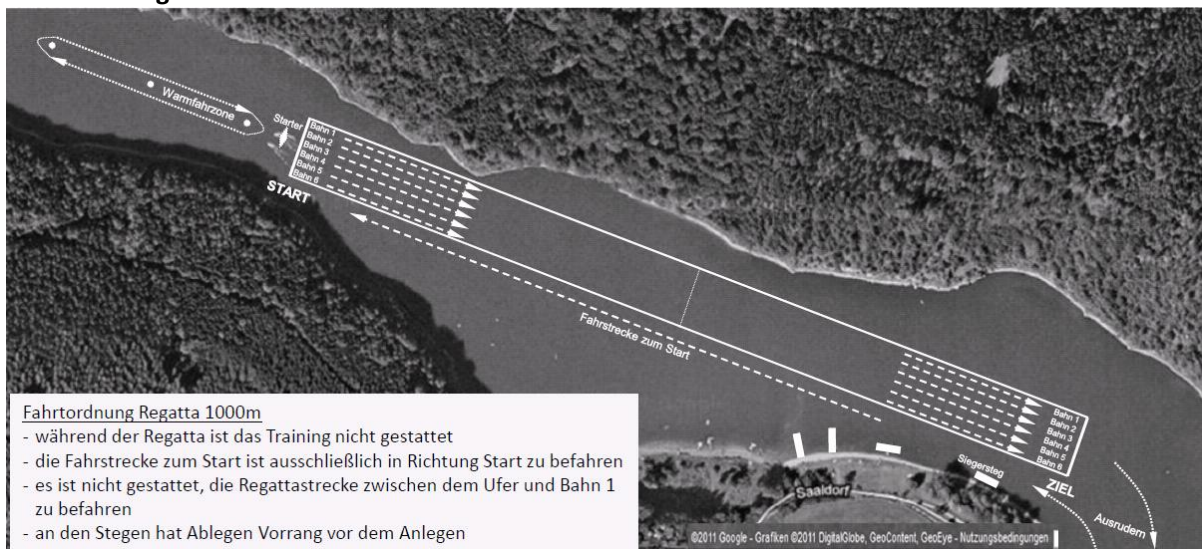 Warmfahrzone
Starter
Bahn 1
Bahn 2
Bahn 3
Bahn 4
Bahn 5
Bahn 6
START
Fahrstrecke zum Start
Bahn 1
Bahn 2
Bahn 3
Bahn 4
Bahn 5
Bahn 6
ZIEL
Siegersteg
Ausrudern
Saaldorf
Fahrtordnung Regatta 1000m
- während der Regatta ist das Training nicht gestattet
- die Fahrstrecke zum Start ist ausschließlich in Richtung Start zu befahren
- es ist nicht gestattet, die Regattastrecke zwischen dem Ufer und Bahn 1
zu befahren
- an den Stegen hat Ablegen Vorrang vor dem Anlegen
©2011 Google - Grafiken ©2011 DigitalGlobe, GeoContent, GeoEye - Nutzungsbedingungen